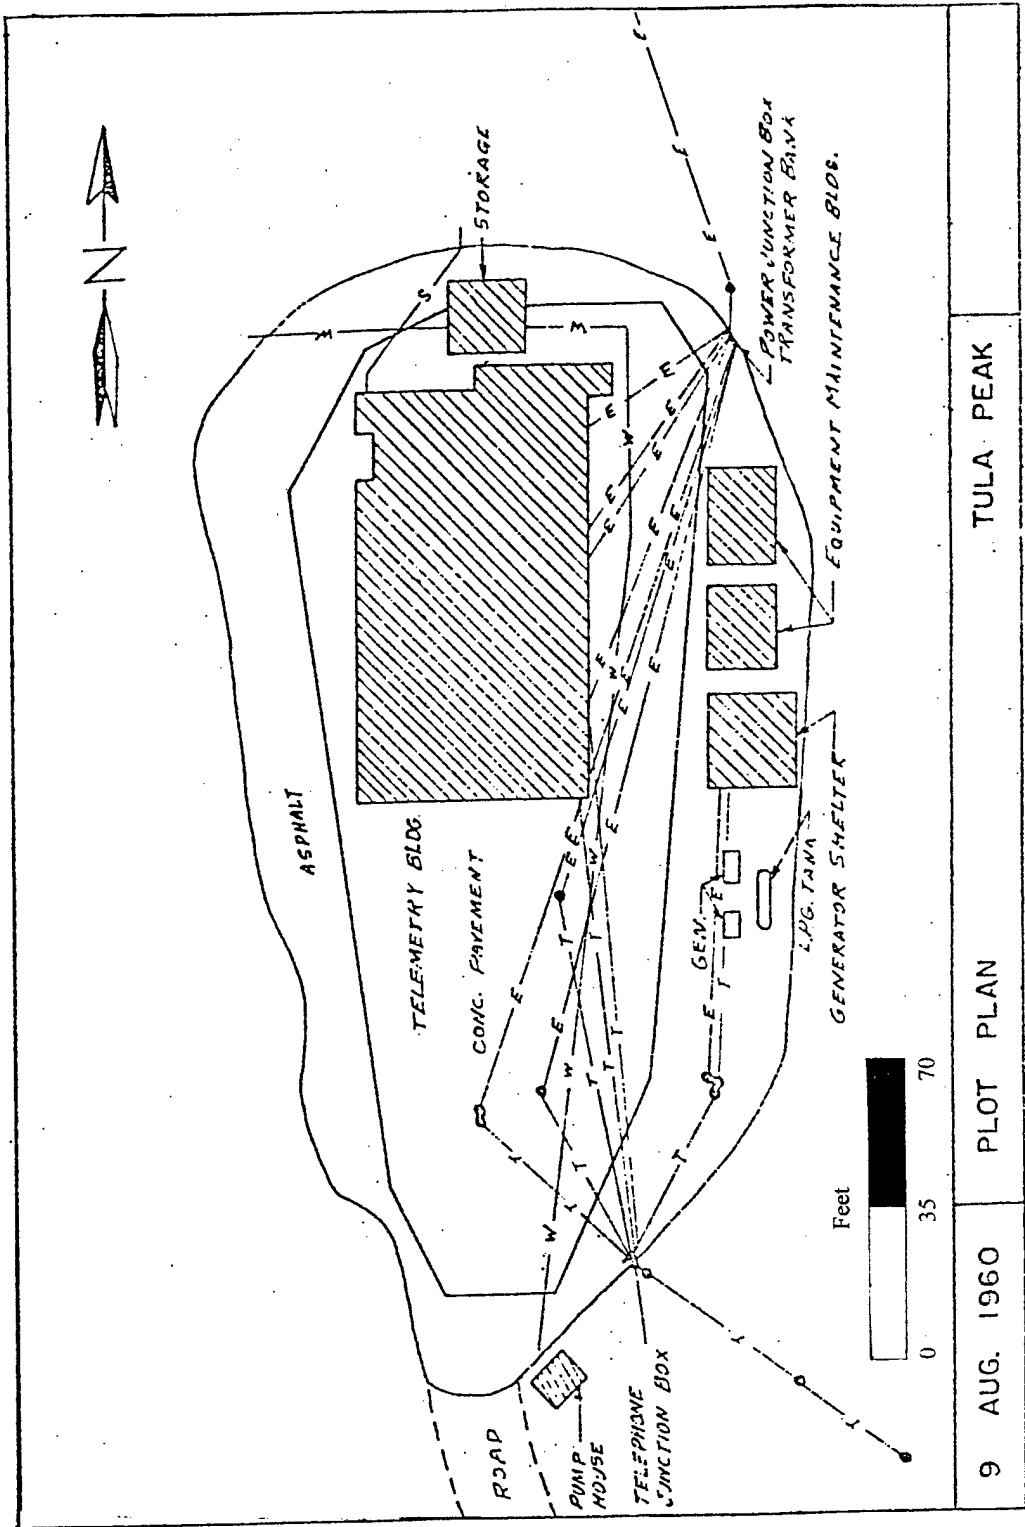 N
STORAGE
S
W
W
E
E
E
POWER JUNCTION BOX
TRANSFORMER BANK
EQUIPMENT MAINTENANCE BLDG.
ASPHALT
TELEMETRY BLDG.
CONC. PAVEMENT
GEN.
L.P.G. TANK
GENERATOR SHELTER
ROAD
PUMP
HOUSE
TELEPHONE
JUNCTION BOX
Feet
0 35 70
9 AUG. 1960
PLOT PLAN
TULA PEAK